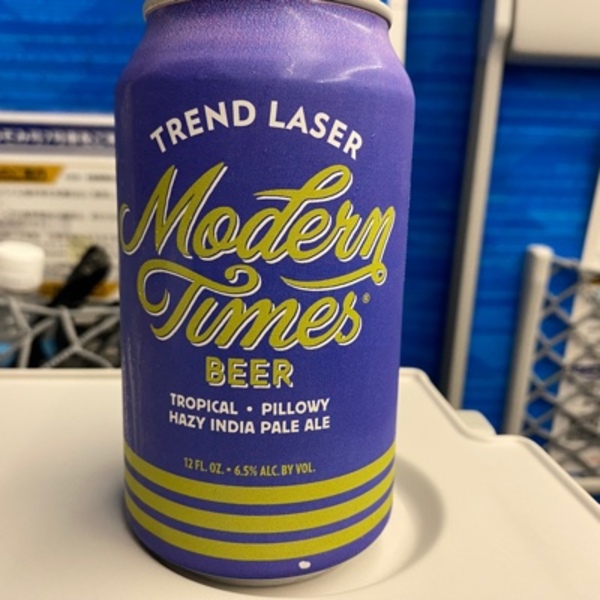 TREND LASER
Modern
Times®
BEER
TROPICAL • PILLOWY
HAZY INDIA PALE ALE
12 FL. OZ. • 6.5% ALC. BY VOL.